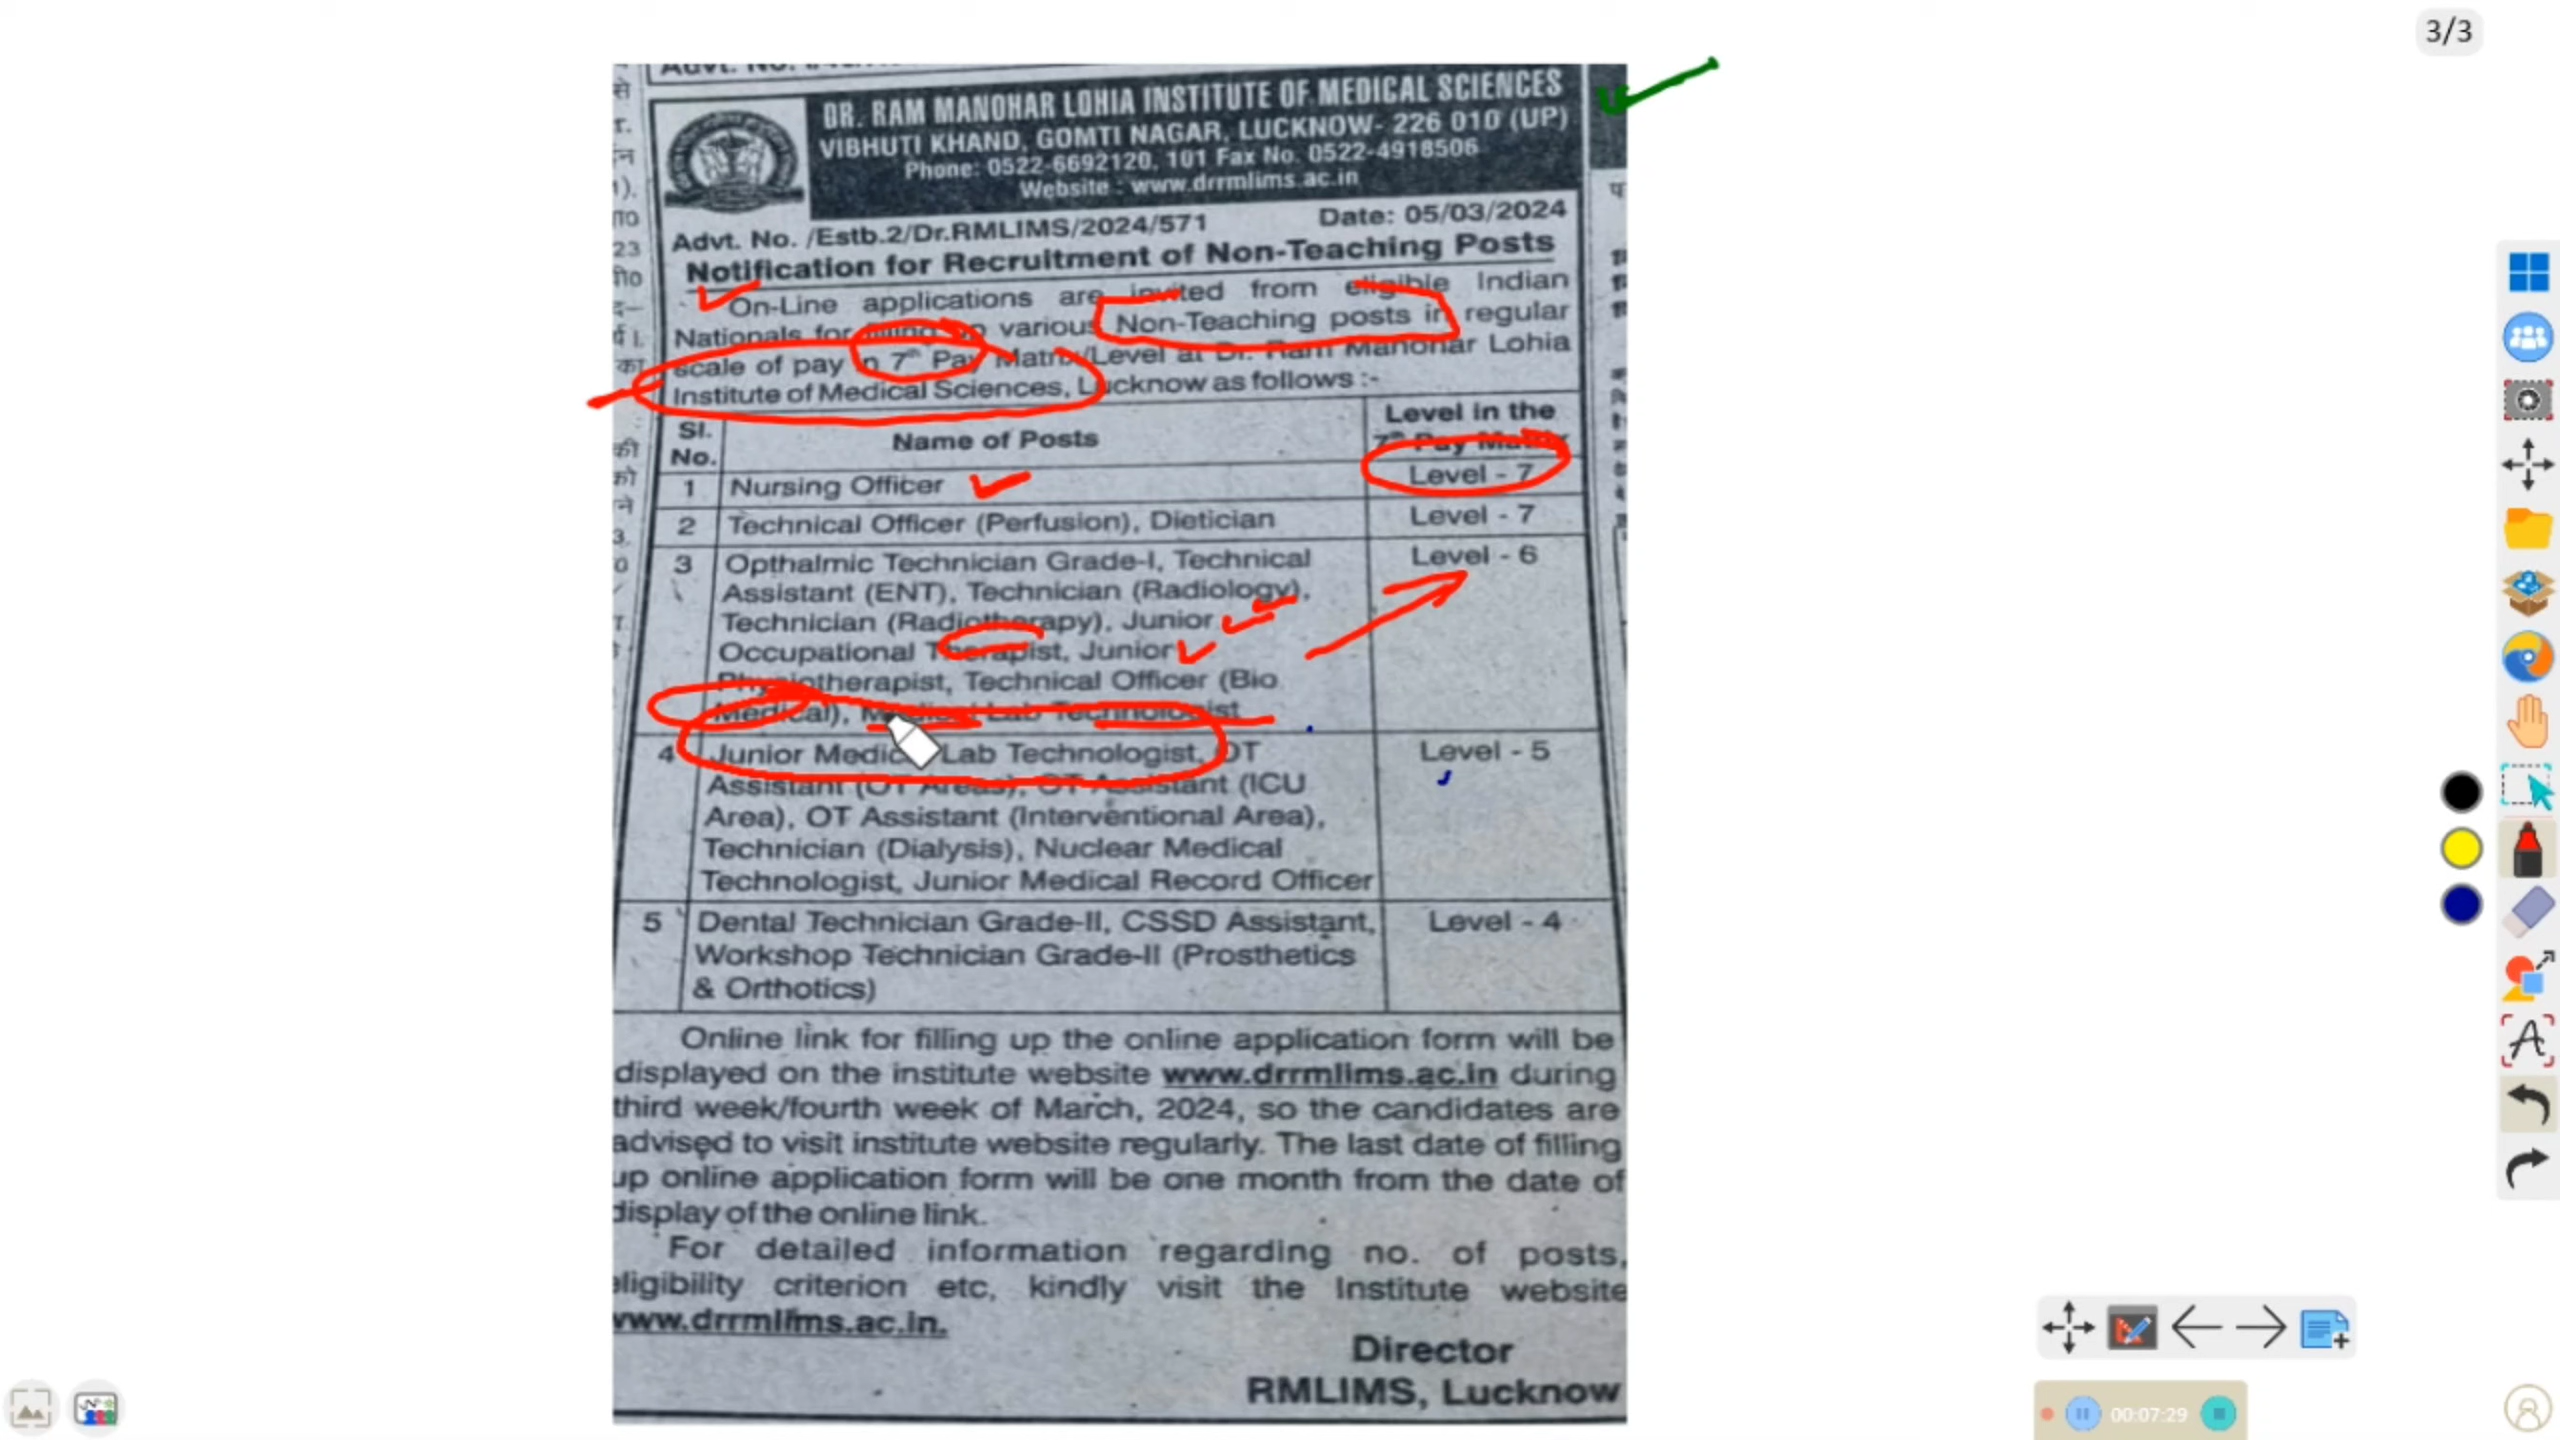 3/3
DR. RAM MANOHAR LOHIA INSTITUTE OF MEDICAL SCIENCES
VIBHUTI KHAND, GOMTI NAGAR, LUCKNOW- 226 010 (UP)
Phone: 0522-6692120, 101 Fax No. 0522-4918506
Website : www.drrmlims.ac.in
Advt. No. /Estb.2/Dr.RMLIMS/2024/571 Date: 05/03/2024
Notification for Recruitment of Non-Teaching Posts
On-Line applications are invited from eligible Indian
Nationals for filling up various Non-Teaching posts in regular
scale of pay in 7th Pay Matrix/Level at Dr. Ram Manohar Lohia
Institute of Medical Sciences, Lucknow as follows :-
Sl. No. Name of Posts Level in the 7th Pay Matrix
1 Nursing Officer Level - 7
2 Technical Officer (Perfusion), Dietician Level - 7
3 Opthalmic Technician Grade-I, Technical Level - 6
Assistant (ENT), Technician (Radiology),
Technician (Radiotherapy), Junior
Occupational Therapist, Junior
Physiotherapist, Technical Officer (Bio
Medical), Medical Lab Technologist
4 Junior Medical Lab Technologist, OT Level - 5
Assistant (OT Areas), OT Assistant (ICU
Area), OT Assistant (Interventional Area),
Technician (Dialysis), Nuclear Medical
Technologist, Junior Medical Record Officer
5 Dental Technician Grade-II, CSSD Assistant, Level - 4
Workshop Technician Grade-II (Prosthetics
& Orthotics)
Online link for filling up the online application form will be
displayed on the institute website www.drrmlims.ac.in during
third week/fourth week of March, 2024, so the candidates are
advised to visit institute website regularly. The last date of filling
up online application form will be one month from the date of
display of the online link.
For detailed information regarding no. of posts,
eligibility criterion etc, kindly visit the Institute website
www.drrmlims.ac.in.
Director
RMLIMS, Lucknow
00:07:29